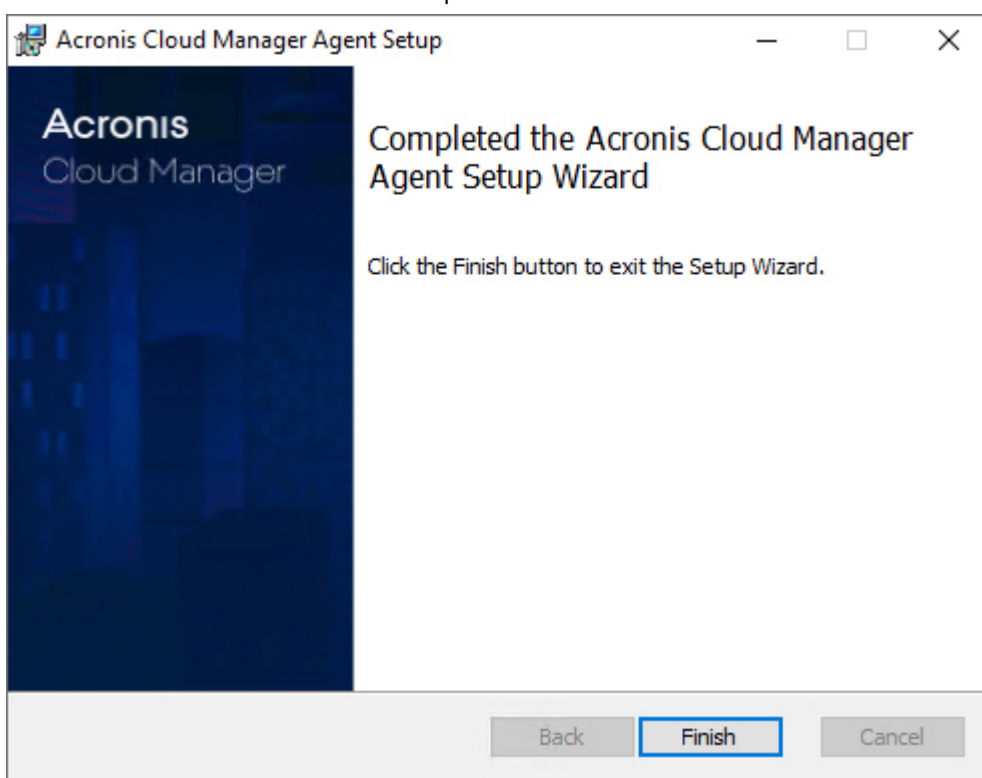 Acronis Cloud Manager Agent Setup
Acronis
Cloud Manager
Completed the Acronis Cloud Manager
Agent Setup Wizard
Click the Finish button to exit the Setup Wizard.
Back
Finish
Cancel